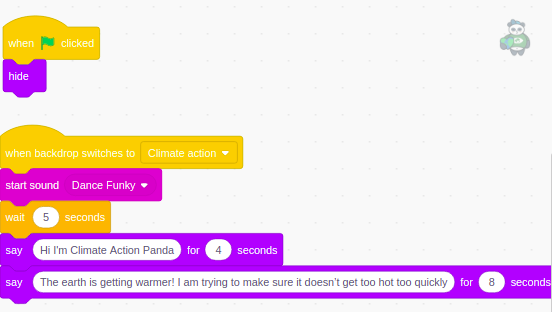 when clicked
hide
when backdrop switches to Climate action
start sound Dance Funky
wait 5 seconds
say Hi I'm Climate Action Panda for 4 seconds
say The earth is getting warmer! I am trying to make sure it doesn't get too hot too quickly for 8 seconds